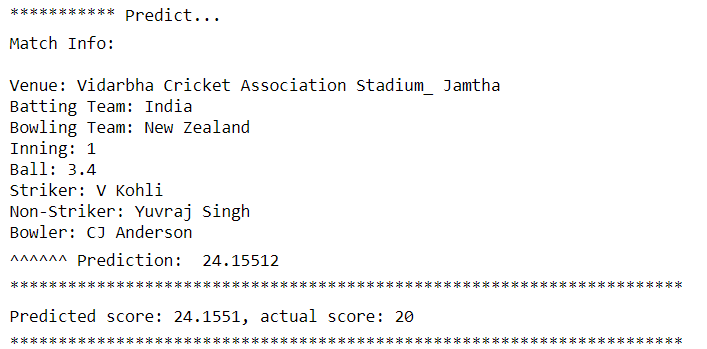 *********** Predict...
Match Info:
Venue: Vidarbha Cricket Association Stadium_ Jamtha
Batting Team: India
Bowling Team: New Zealand
Inning: 1
Ball: 3.4
Striker: V Kohli
Non-Striker: Yuvraj Singh
Bowler: CJ Anderson
^^^^^^ Prediction:  24.15512
**********************************************************************
Predicted score: 24.1551, actual score: 20
**********************************************************************